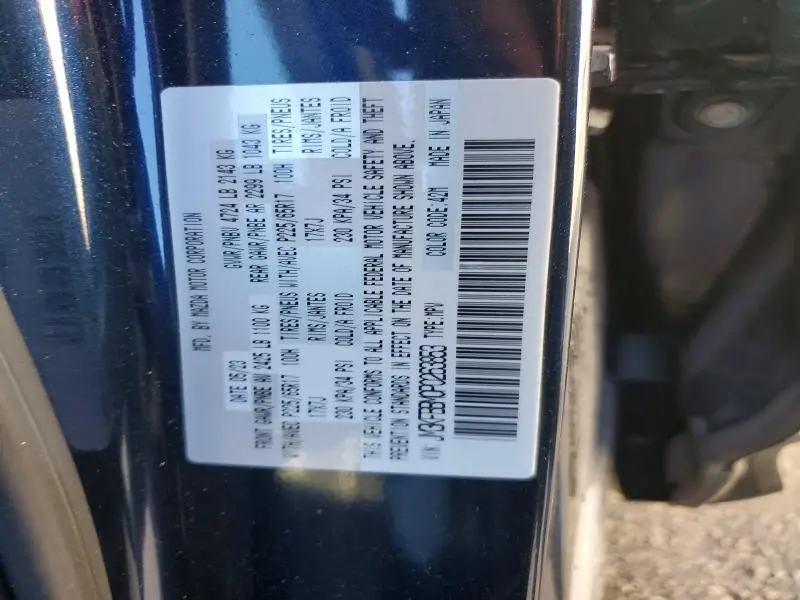 MFD. BY MAZDA MOTOR CORPORATION
DATE 05/23 GVWR/PNBV 4724 LB 2143 KG
FRONT GAWR/PNBE AV 2425 LB 1100 KG REAR GAWR/PNBE AR 2299 LB 1043 KG
WITH/AVEC P225/65R17 100H TIRES/PNEUS WITH/AVEC P225/65R17 100H TIRES/PNEUS
17X7J RIMS/JANTES 17X7J RIMS/JANTES
230 KPA/34 PSI COLD/A FROID 230 KPA/34 PSI COLD/A FROID
THIS VEHICLE CONFORMS TO ALL APPLICABLE FEDERAL MOTOR VEHICLE SAFETY AND THEFT
PREVENTION STANDARDS IN EFFECT ON THE DATE OF MANUFACTURE SHOWN ABOVE.
VIN: TYPE:MPV COLOR CODE:42M MADE IN JAPAN